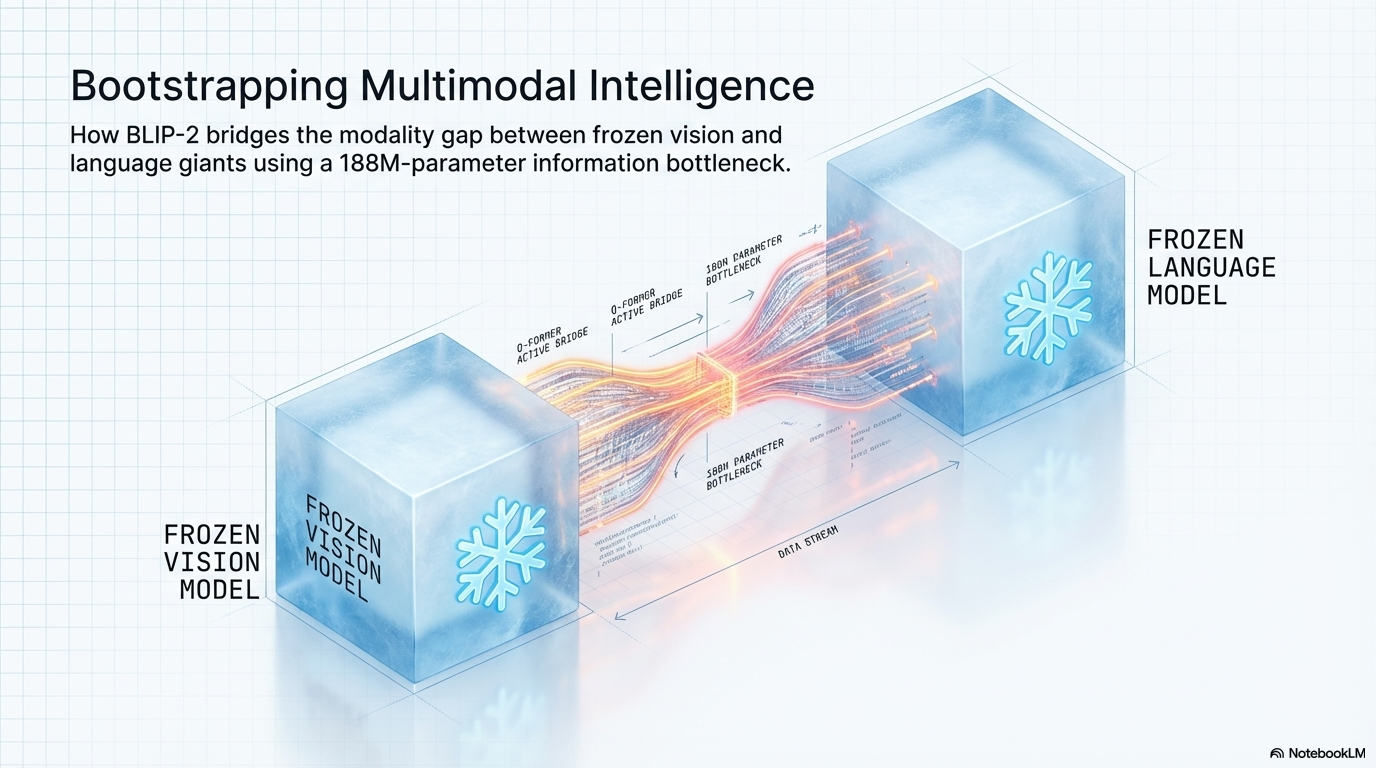 Bootstrapping Multimodal Intelligence
How BLIP-2 bridges the modality gap between frozen vision and
language giants using a 188M-parameter information bottleneck.
FROZEN
LANGUAGE
MODEL
BOTTLENECK
ACTIVE BRIDGE
ACTIVE BRIDGE
FROZEN
VISION
MODEL
FROZEN
VISION
MODEL
DATA STREAM
NotebookLM